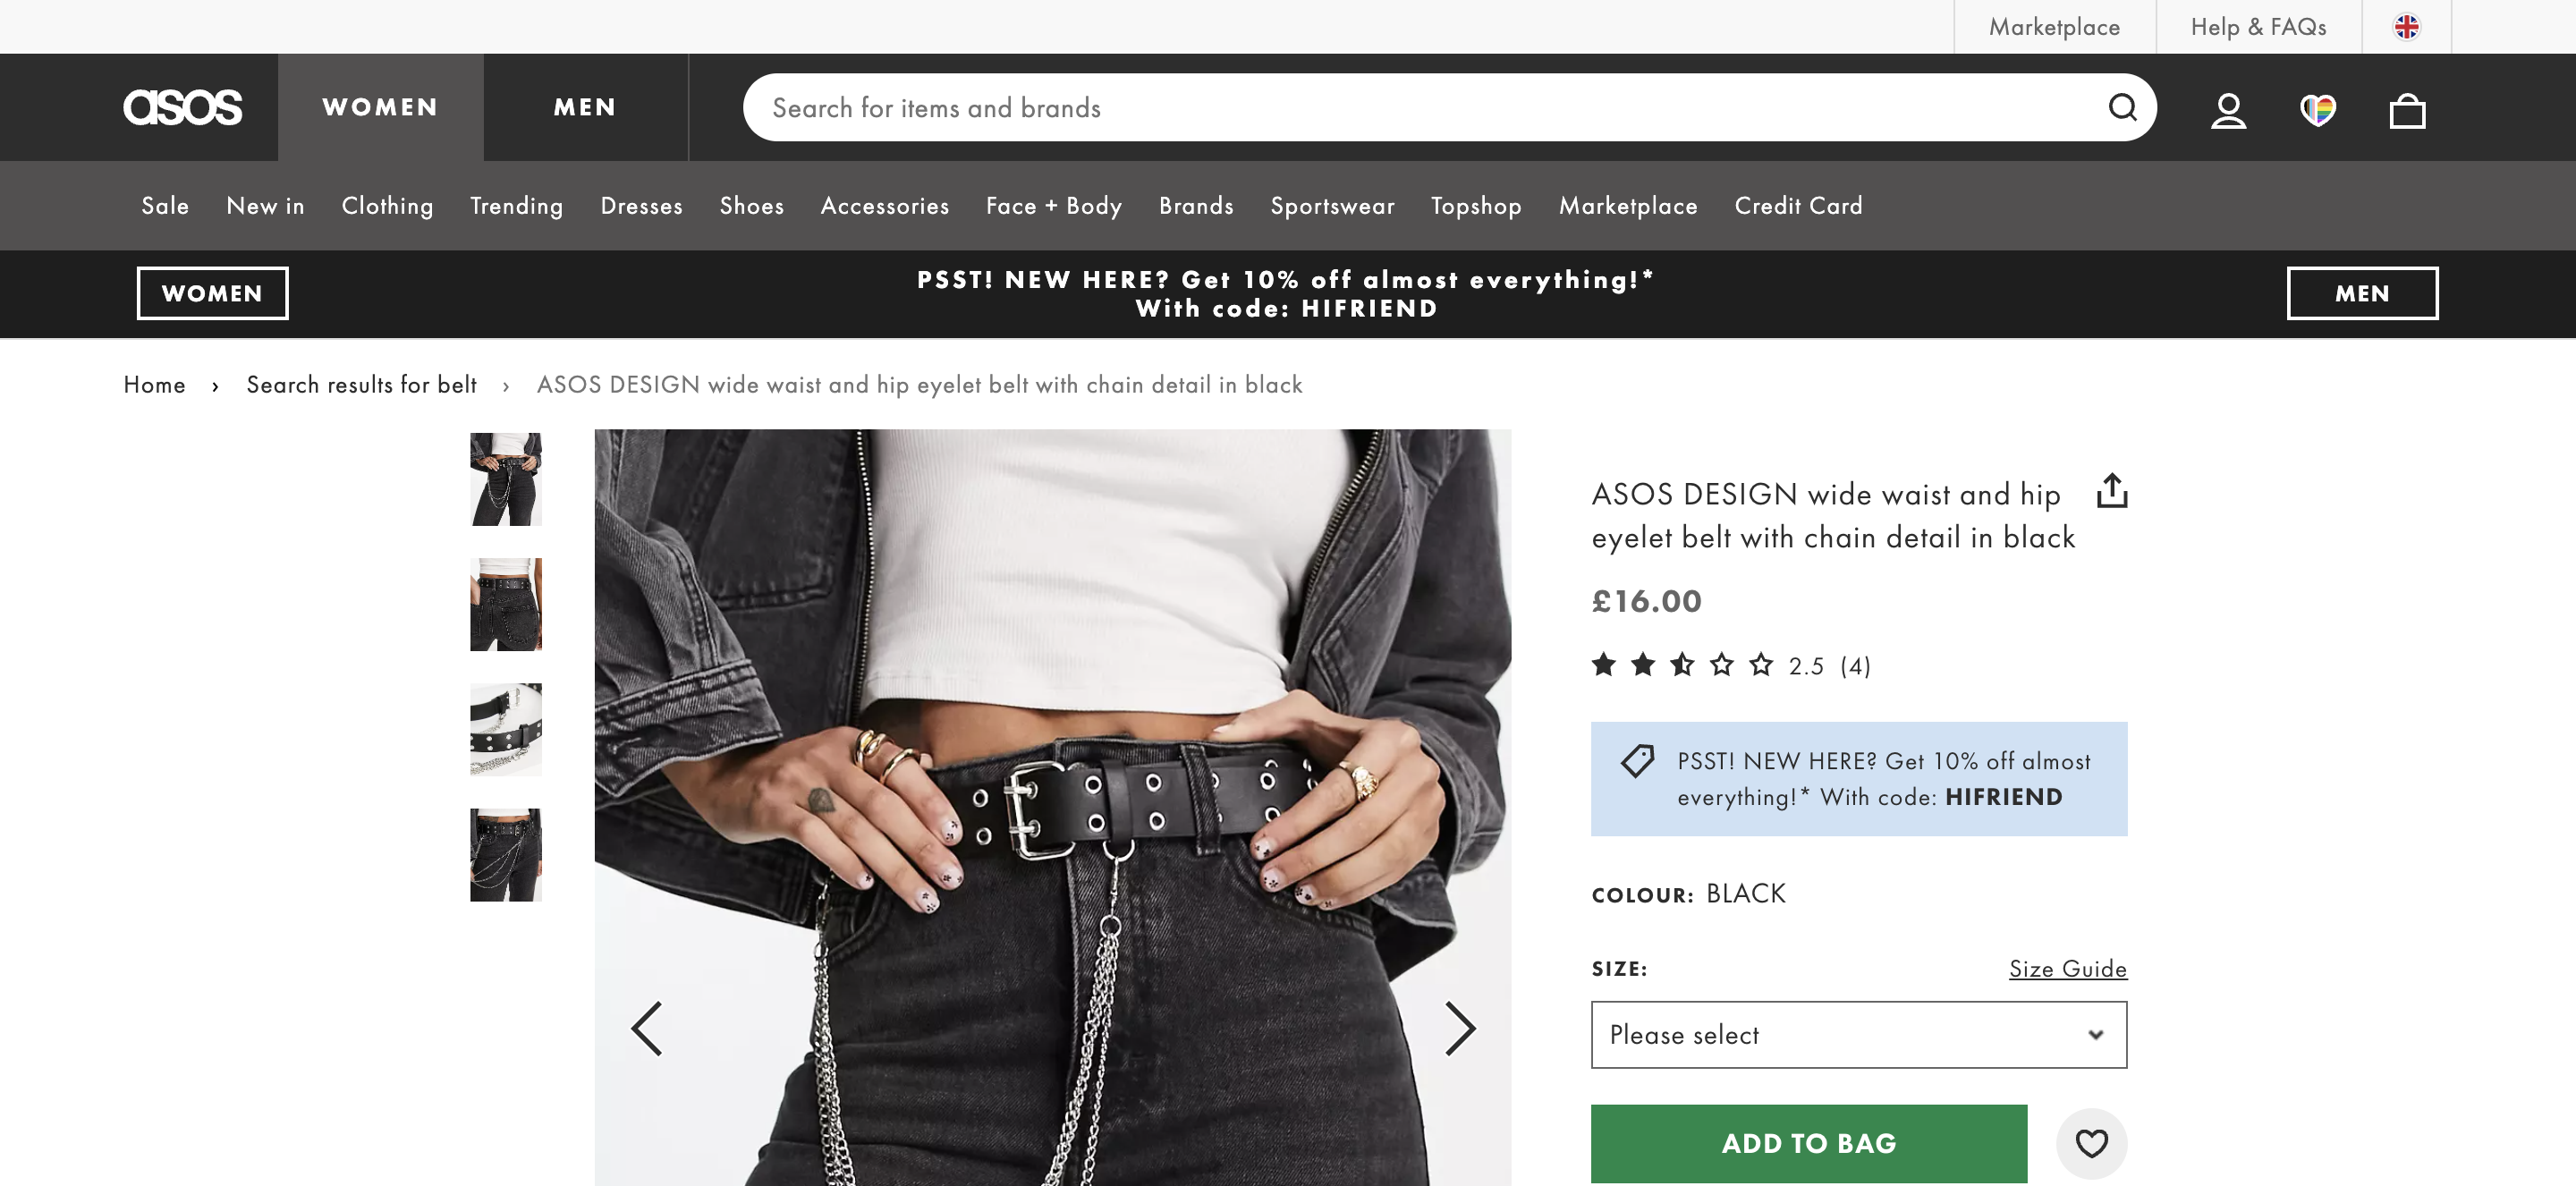 Marketplace
Help & FAQs
asos
WOMEN
MEN
Search for items and brands
Sale
New in
Clothing
Trending
Dresses
Shoes
Accessories
Face + Body
Brands
Sportswear
Topshop
Marketplace
Credit Card
WOMEN
PSST! NEW HERE? Get 10% off almost everything!*
With code: HIFRIEND
MEN
Home › Search results for belt › ASOS DESIGN wide waist and hip eyelet belt with chain detail in black
ASOS DESIGN wide waist and hip
eyelet belt with chain detail in black
£16.00
2.5 (4)
PSST! NEW HERE? Get 10% off almost
everything!* With code: HIFRIEND
COLOUR: BLACK
SIZE:
Size Guide
Please select
ADD TO BAG